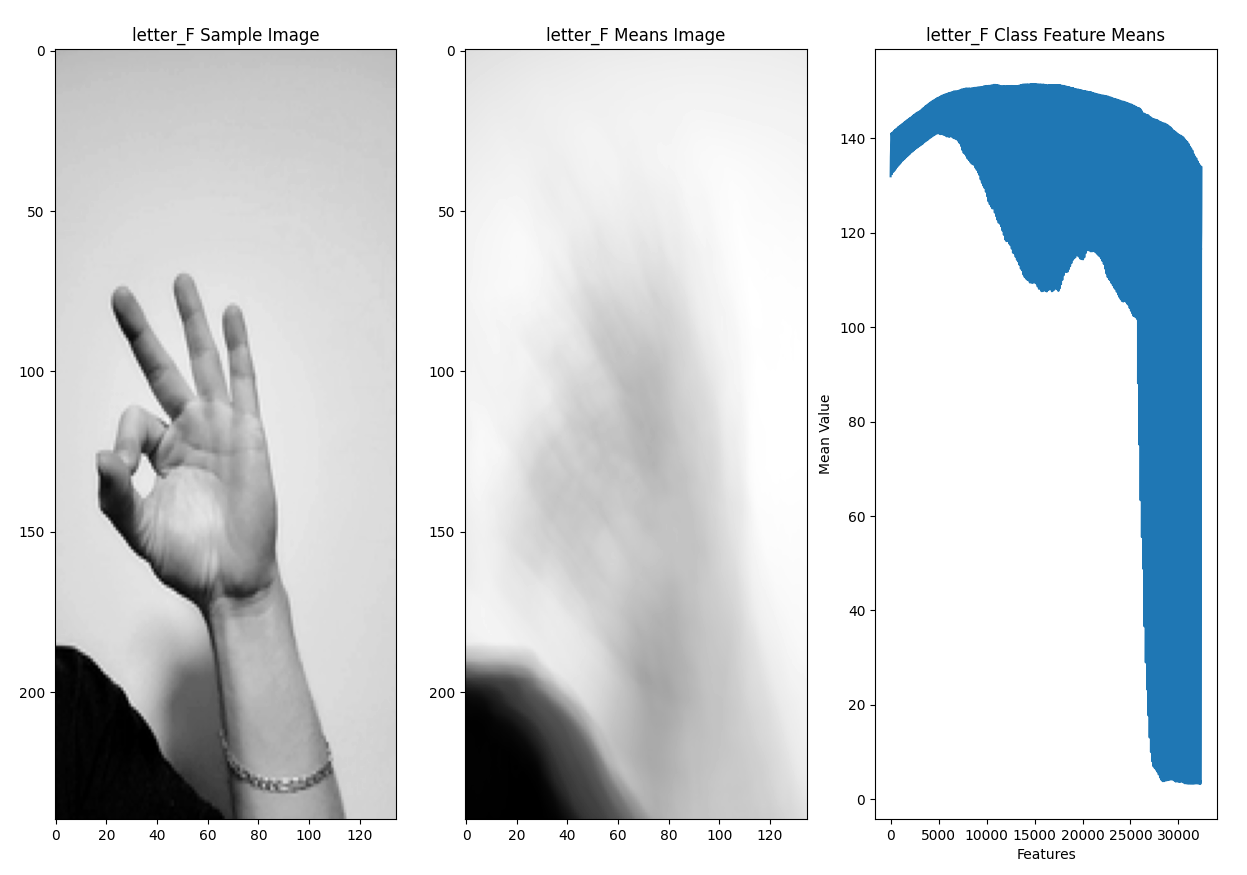 letter_F Sample Image
letter_F Means Image
letter_F Class Feature Means
0
50
100
150
200
0 20 40 60 80 100 120
0
50
100
150
200
0 20 40 60 80 100 120
Mean Value
140
120
100
80
60
40
20
0
0 5000 10000 15000 20000 25000 30000
Features